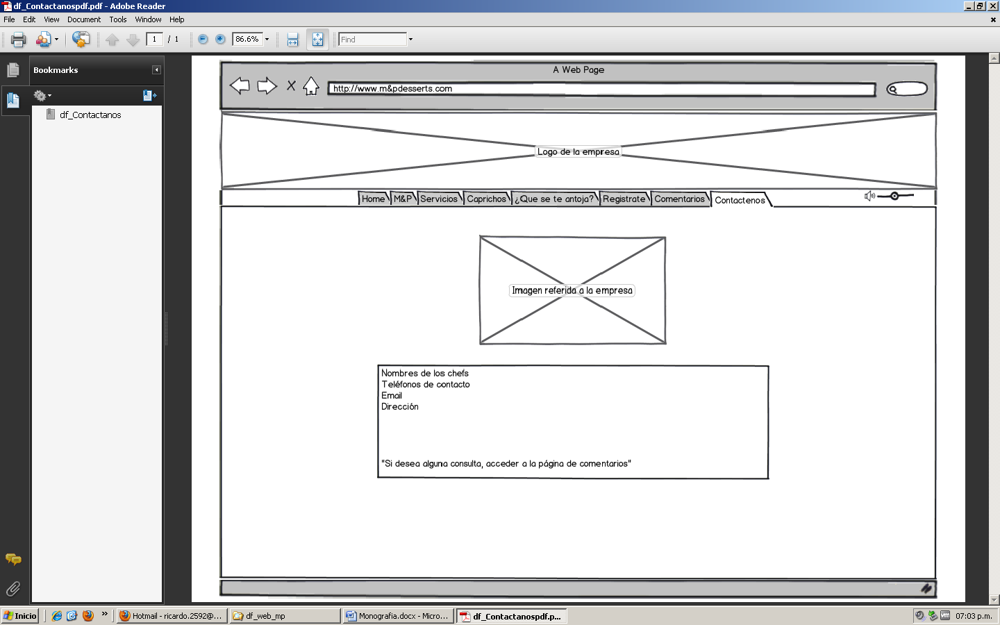 df_Contactanospdf.pdf - Adobe Reader
File Edit View Document Tools Window Help
1 / 1 86.6% Find
Bookmarks
df_Contactanos
A Web Page
http://www.m&pdesserts.com
Logo de la empresa
Home M&P Servicios Caprichos ¿Que se te antoja? Registrate Comentarios Contactenos
Imagen referida a la empresa
Nombres de los chefs
Teléfonos de contacto
Email
Dirección
"Si desea alguna consulta, acceder a la página de comentarios"
Inicio » Hotmail - ricardo.2592@... df_web_mp Monografia.docx - Micro... df_Contactanospdf.p... vm 07:03 p.m.